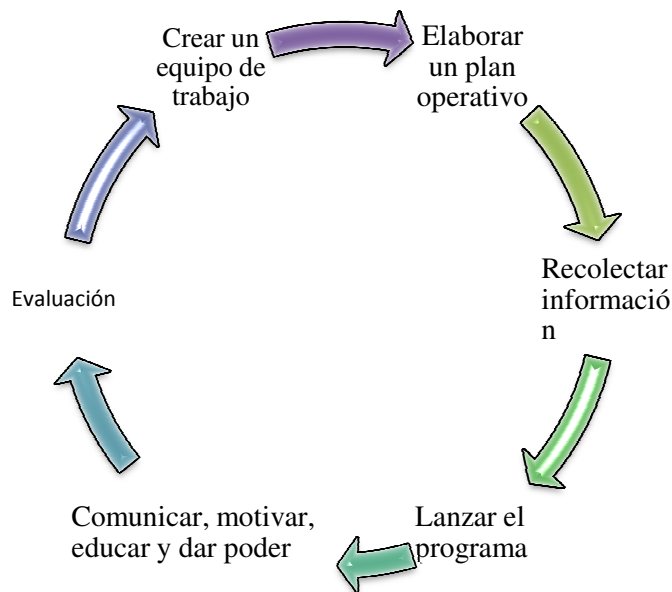 Crear un
equipo de
trabajo
Elaborar
un plan
operativo
Recolectar
informació
n
Lanzar el
programa
Comunicar, motivar,
educar y dar poder
Evaluación